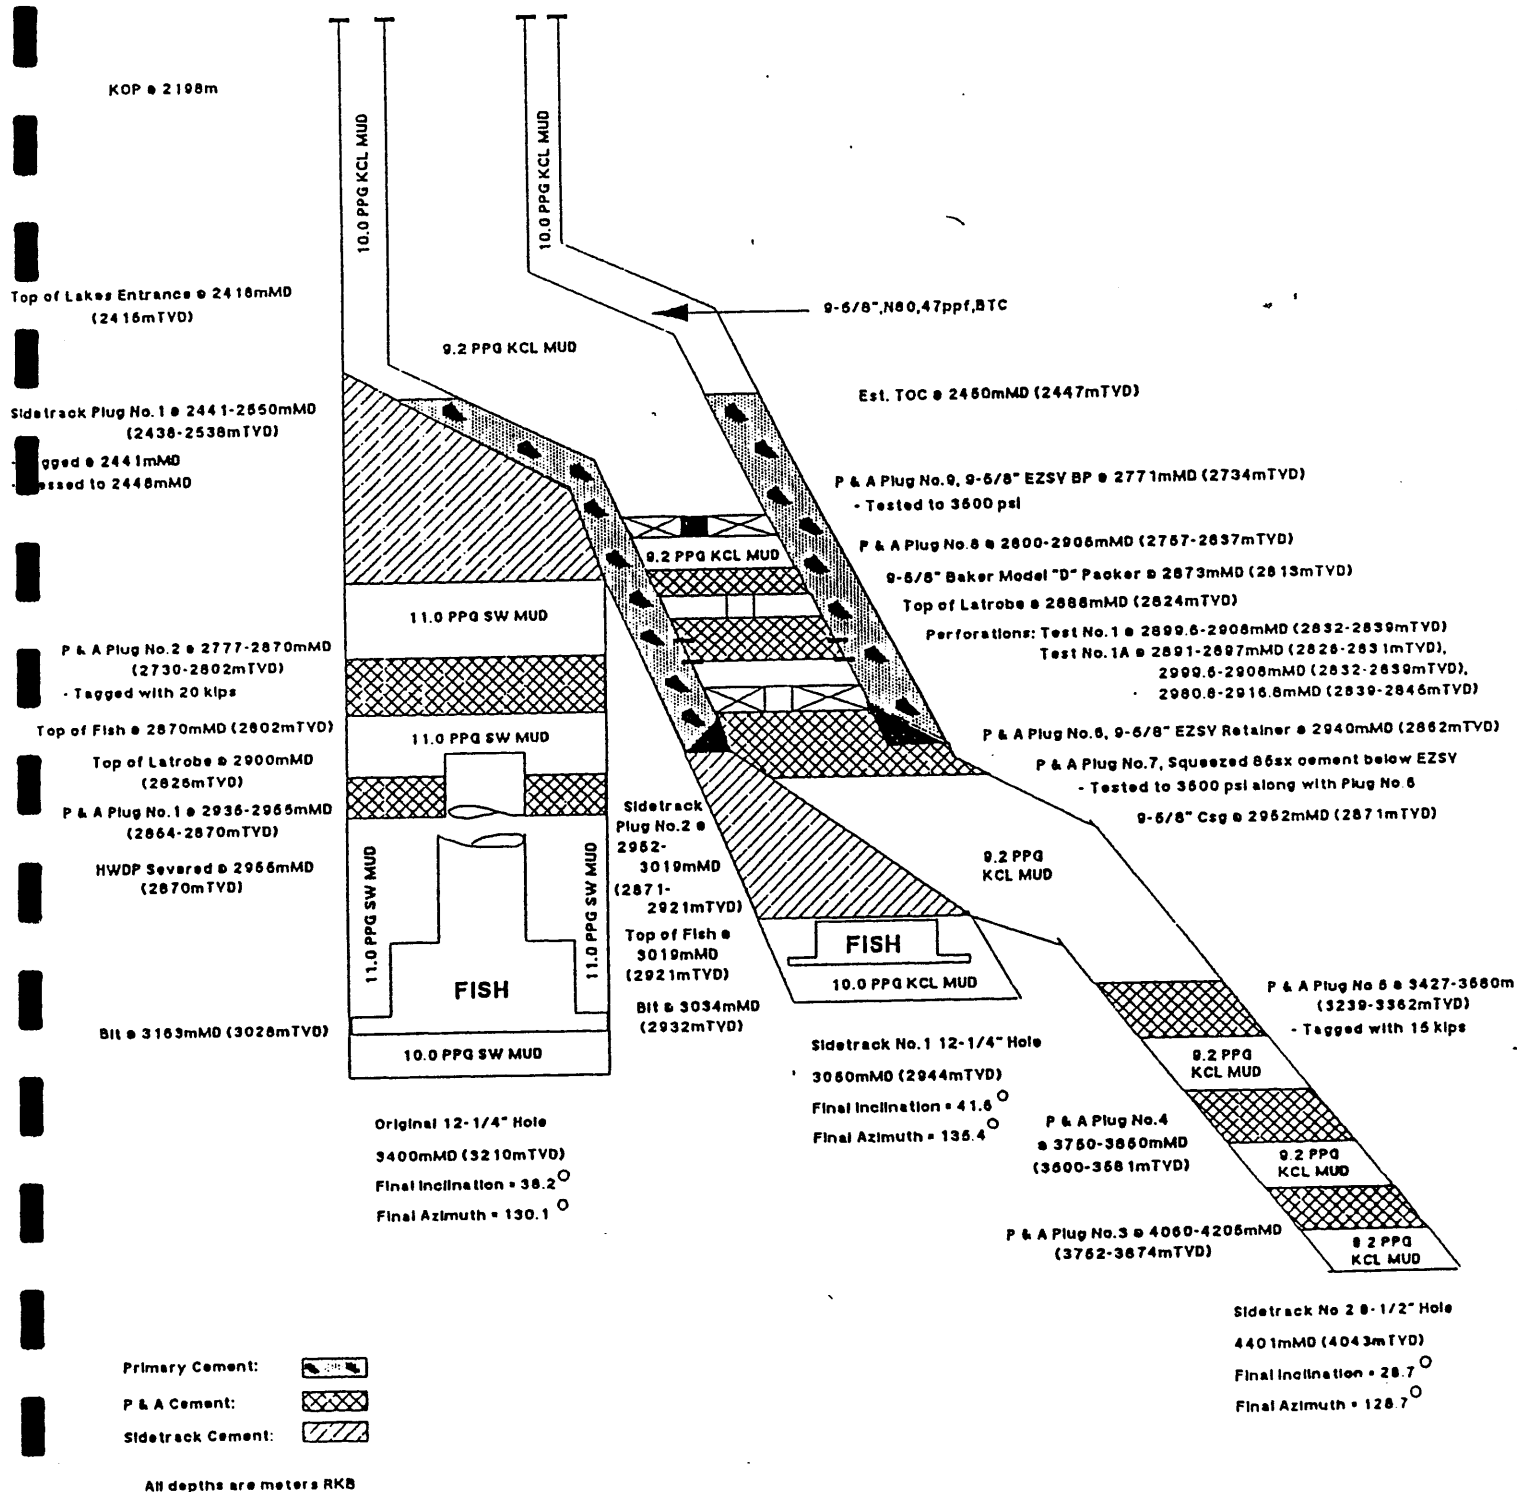 KOP @ 2198m
10.0 PPG KCL MUD
10.0 PPG KCL MUD
Top of Lakes Entrance @ 2418mMD
(2415mTVD)
9-5/8",N80,47ppf,BTC
9.2 PPG KCL MUD
Est. TOC @ 2450mMD (2447mTVD)
Sidetrack Plug No.1 @ 2441-2550mMD
(2438-2538mTVD)
gged @ 2441mMD
essed to 2448mMD
P & A Plug No.9, 9-5/8" EZSV BP @ 2771mMD (2734mTVD)
- Tested to 3500 psi
P & A Plug No.8 @ 2800-2905mMD (2757-2837mTVD)
9.2 PPG KCL MUD
9-5/8" Baker Model "D" Packer @ 2873mMD (2813mTVD)
Top of Latrobe @ 2888mMD (2824mTVD)
11.0 PPG SW MUD
Perforations: Test No.1 @ 2899.5-2908mMD (2832-2839mTVD)
Test No.1A @ 2891-2897mMD (2826-2831mTVD),
2999.5-2908mMD (2832-2839mTVD),
2980.8-2916.8mMD (2839-2845mTVD)
P & A Plug No.2 @ 2777-2870mMD
(2730-2802mTVD)
- Tagged with 20 kips
Top of Fish @ 2870mMD (2802mTVD)
11.0 PPG SW MUD
P & A Plug No.6, 9-5/8" EZSV Retainer @ 2940mMD (2862mTVD)
Top of Latrobe @ 2900mMD
(2825mTVD)
P & A Plug No.7, Squeezed 85sx cement below EZSV
- Tested to 3500 psi along with Plug No.6
P & A Plug No.1 @ 2935-2955mMD
(2854-2870mTVD)
9-5/8" Csg @ 2952mMD (2871mTVD)
Sidetrack
Plug No.2 @
2952-
3019mMD
(2871-
2921mTVD)
HWDP Severed @ 2955mMD
(2870mTVD)
11.0 PPG SW MUD
11.0 PPG SW MUD
9.2 PPG
KCL MUD
Top of Fish @
3019mMD
(2921mTVD)
FISH
10.0 PPG KCL MUD
FISH
Bit @ 3034mMD
(2932mTVD)
P & A Plug No 5 @ 3427-3580m
(3239-3362mTVD)
- Tagged with 15 kips
Bit @ 3163mMD (3028mTVD)
10.0 PPG SW MUD
Sidetrack No.1 12-1/4" Hole
3050mMD (2944mTVD)
Final Inclination = 41.5°
Final Azimuth = 135.4°
9.2 PPG
KCL MUD
Original 12-1/4" Hole
3400mMD (3210mTVD)
Final Inclination = 38.2°
Final Azimuth = 130.1°
P & A Plug No.4
@ 3750-3850mMD
(3500-3581mTVD)
9.2 PPG
KCL MUD
P & A Plug No.3 @ 4060-4205mMD
(3752-3874mTVD)
9.2 PPG
KCL MUD
Sidetrack No 2 8-1/2" Hole
4401mMD (4043mTVD)
Final Inclination = 28.7°
Final Azimuth = 128.7°
Primary Cement:
P & A Cement:
Sidetrack Cement:
All depths are meters RKB